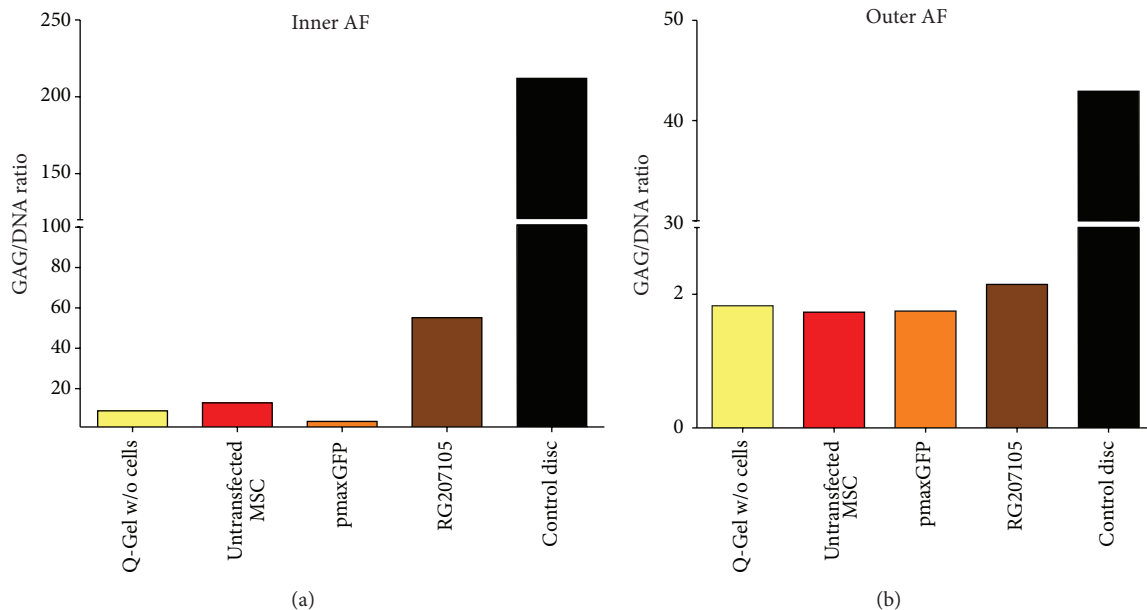 Inner AF
GAG/DNA ratio
250
200
150
100
80
60
40
20
Q-Gel w/o cells
Untransfected
MSC
pmaxGFP
RG207105
Control disc
(a)
Outer AF
GAG/DNA ratio
50
40
30
30
2
0
Q-Gel w/o cells
Untransfected
MSC
pmaxGFP
RG207105
Control disc
(b)